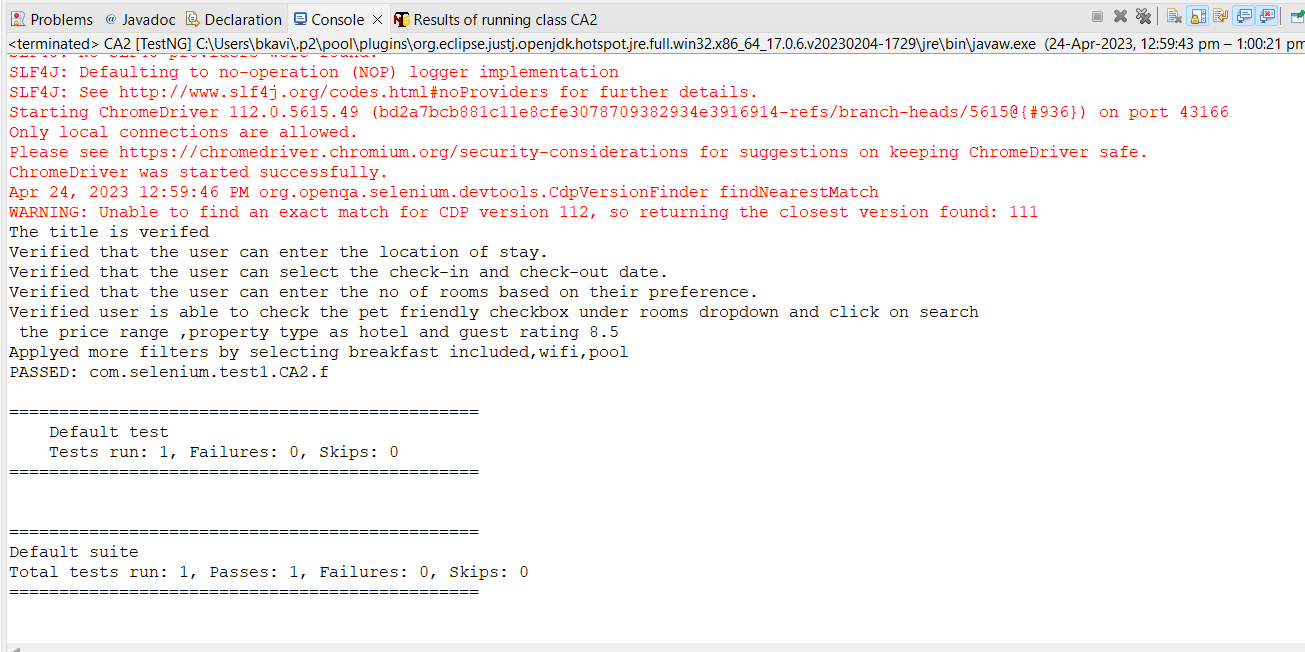 Problems @ Javadoc Declaration Console Results of running class CA2
<terminated> CA2 [TestNG] C:\Users\bkavi\.p2\pool\plugins\org.eclipse.justj.openjdk.hotspot.jre.full.win32.x86_64_17.0.6.v20230204-1729\jre\bin\javaw.exe (24-Apr-2023, 12:59:43 pm – 1:00:21 pm
SLF4J: No SLF4J providers were found.
SLF4J: Defaulting to no-operation (NOP) logger implementation
SLF4J: See http://www.slf4j.org/codes.html#noProviders for further details.
Starting ChromeDriver 112.0.5615.49 (bd2a7bcb881c11e8cfe3078709382934e3916914-refs/branch-heads/5615@{#936}) on port 43166
Only local connections are allowed.
Please see https://chromedriver.chromium.org/security-considerations for suggestions on keeping ChromeDriver safe.
ChromeDriver was started successfully.
Apr 24, 2023 12:59:46 PM org.openqa.selenium.devtools.CdpVersionFinder findNearestMatch
WARNING: Unable to find an exact match for CDP version 112, so returning the closest version found: 111
The title is verifed
Verified that the user can enter the location of stay.
Verified that the user can select the check-in and check-out date.
Verified that the user can enter the no of rooms based on their preference.
Verified user is able to check the pet friendly checkbox under rooms dropdown and click on search
 the price range ,property type as hotel and guest rating 8.5
Applyed more filters by selecting breakfast included,wifi,pool
PASSED: com.selenium.test1.CA2.f
===============================================
    Default test
    Tests run: 1, Failures: 0, Skips: 0
===============================================
===============================================
Default suite
Total tests run: 1, Passes: 1, Failures: 0, Skips: 0
===============================================